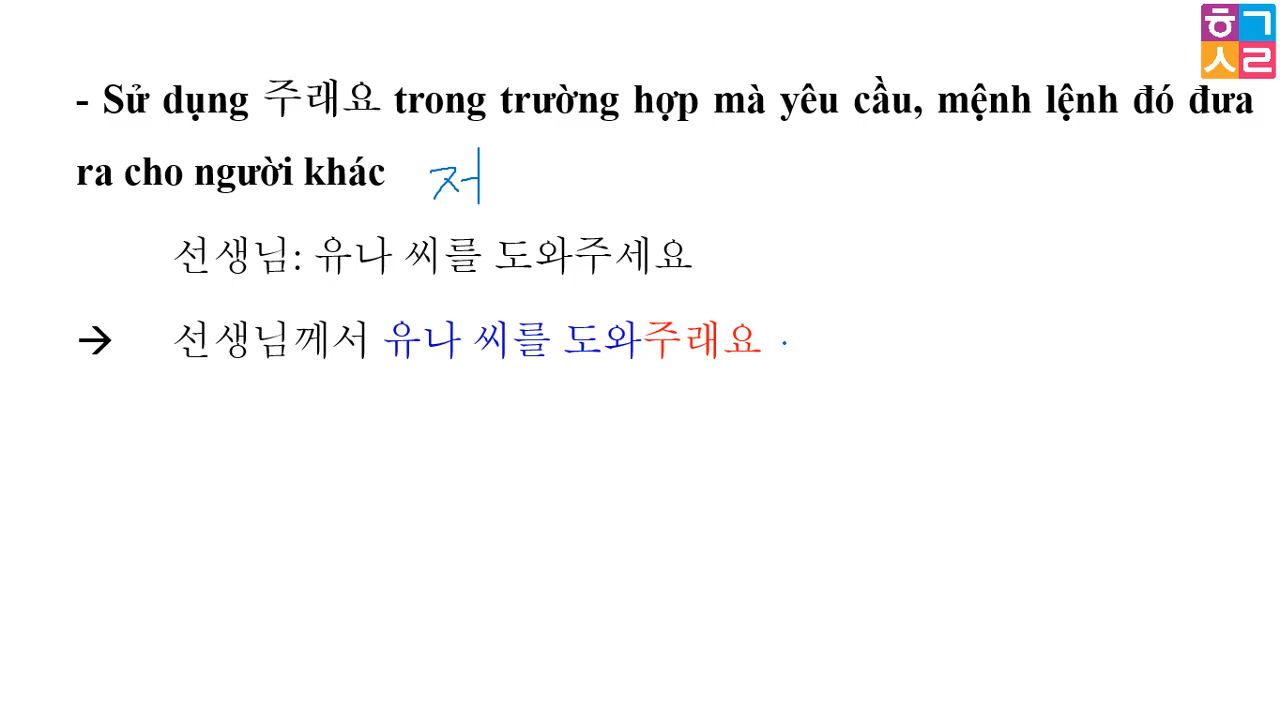 ㅎㄱ
ㅅㄹ
- Sử dụng 주래요 trong trường hợp mà yêu cầu, mệnh lệnh đó đưa
ra cho người khác 저
선생님: 유나 씨를 도와주세요
→ 선생님께서 유나 씨를 도와주래요